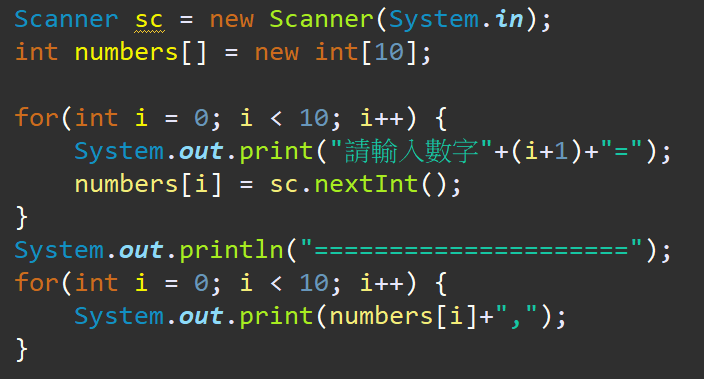 Scanner sc = new Scanner(System.in);
int numbers[] = new int[10];

for(int i = 0; i < 10; i++) {
    System.out.print("請輸入數字"+(i+1)+"=");
    numbers[i] = sc.nextInt();
}
System.out.println("=====================");
for(int i = 0; i < 10; i++) {
    System.out.print(numbers[i]+",");
}